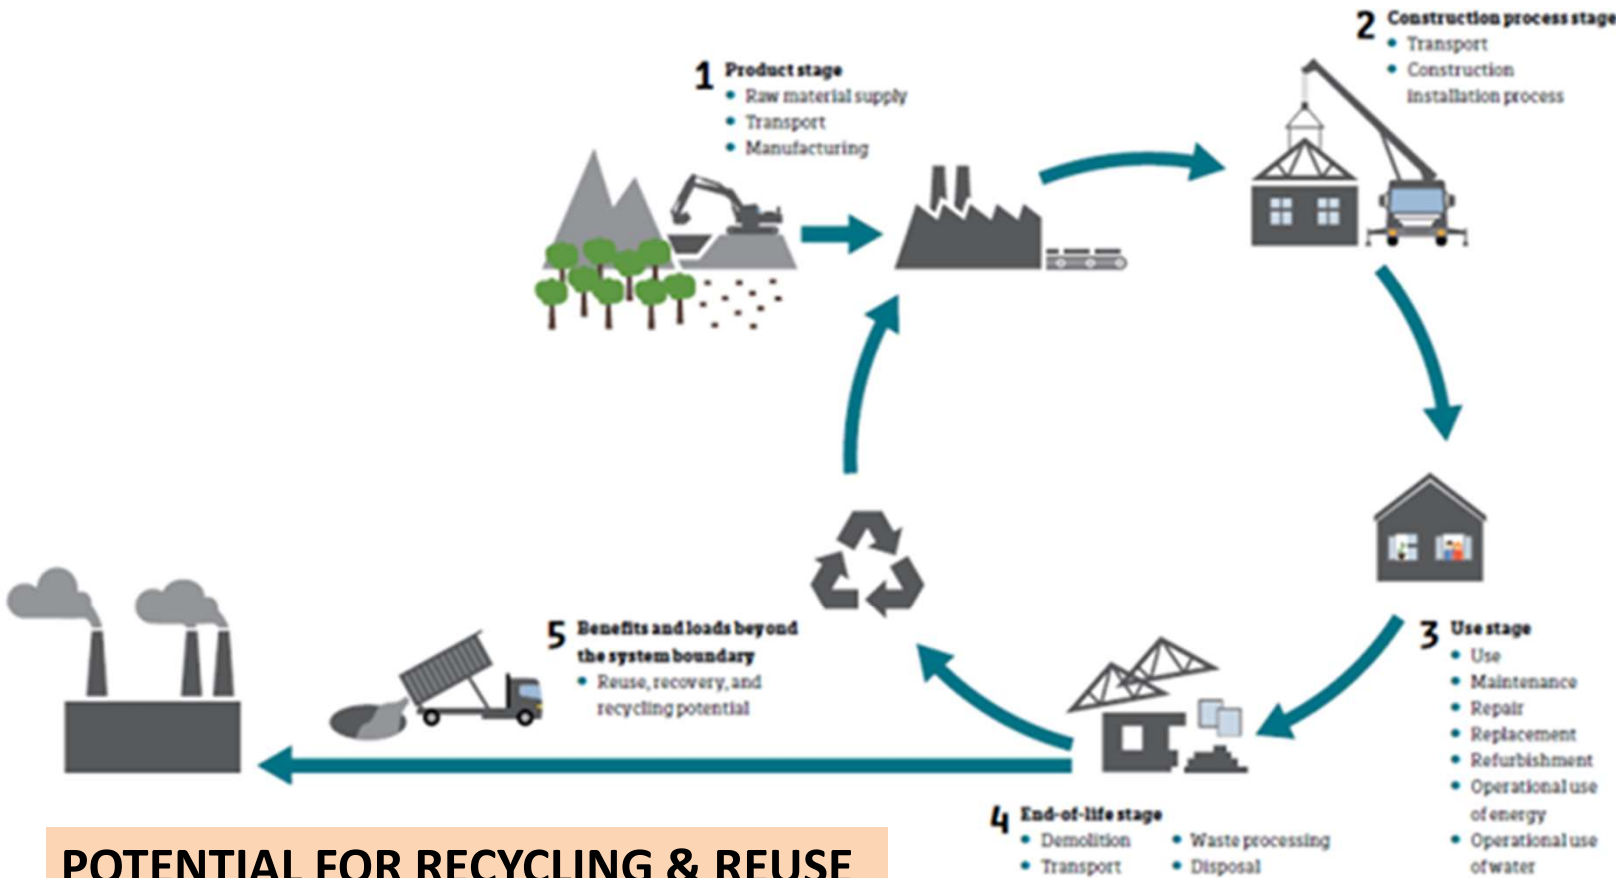 1 Product stage
• Raw material supply
• Transport
• Manufacturing
2 Construction process stage
• Transport
• Construction
installation process
3 Use stage
• Use
• Maintenance
• Repair
• Replacement
• Refurbishment
• Operational use
of energy
• Operational use
of water
4 End-of-life stage
• Demolition
• Transport
• Waste processing
• Disposal
5 Benefits and loads beyond
the system boundary
• Reuse, recovery, and
recycling potential
POTENTIAL FOR RECYCLING & REUSE